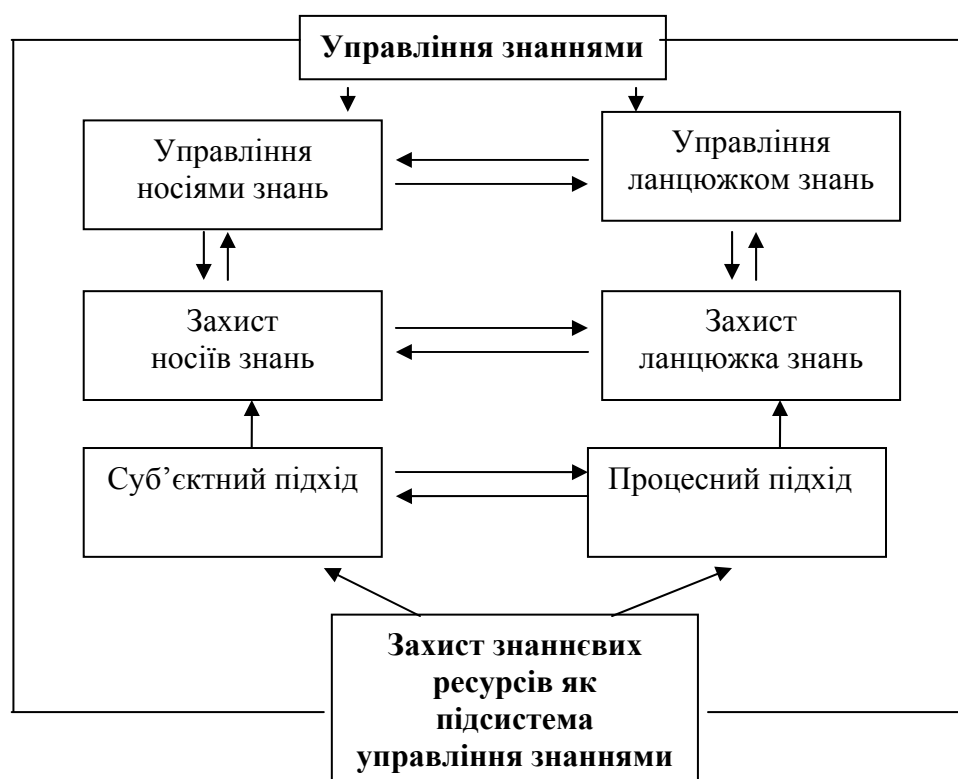 Управління знаннями
Управління
носіями знань
Управління
ланцюжком знань
Захист
носіїв знань
Захист
ланцюжка знань
Суб’єктний підхід
Процесний підхід
Захист знаннєвих
ресурсів як
підсистема
управління знаннями